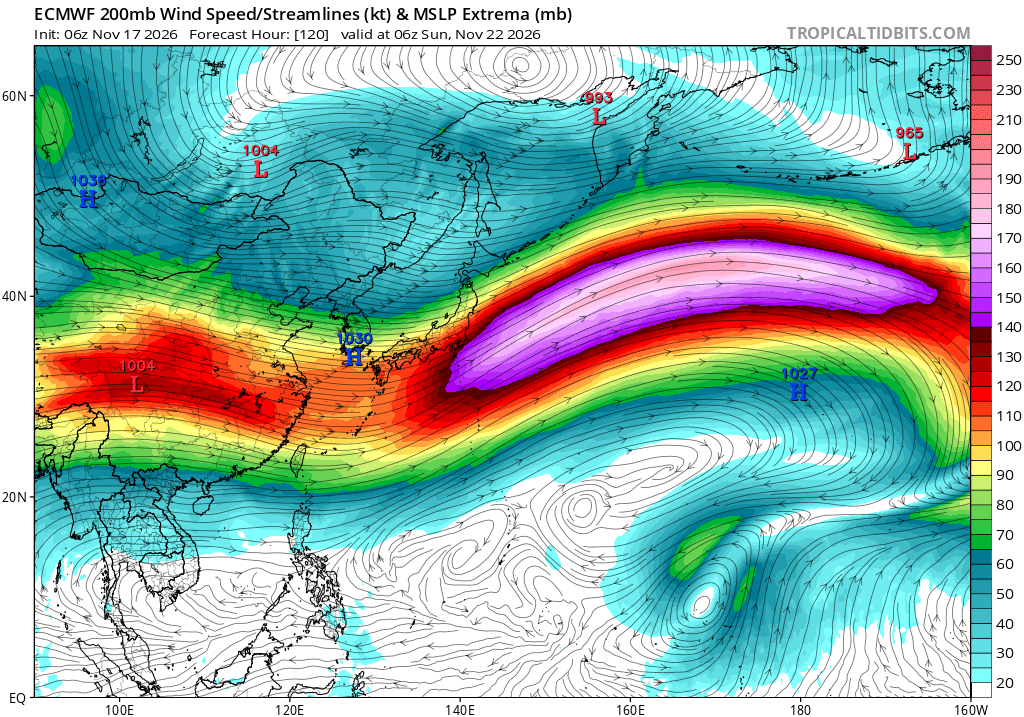 ECMWF 200mb Wind Speed/Streamlines (kt) & MSLP Extrema (mb)
Init: 06z Nov 17 2026 Forecast Hour: [120] valid at 06z Sun, Nov 22 2026
TROPICALTIDBITS.COM
250
230
220
210
200
190
180
170
160
150
140
130
120
110
100
90
80
70
60
50
40
30
20
60N
40N
20N
EQ
100E
120E
140E
160E
180
160W
993
L
965
L
1004
L
1036
H
1030
H
1004
L
1027
H